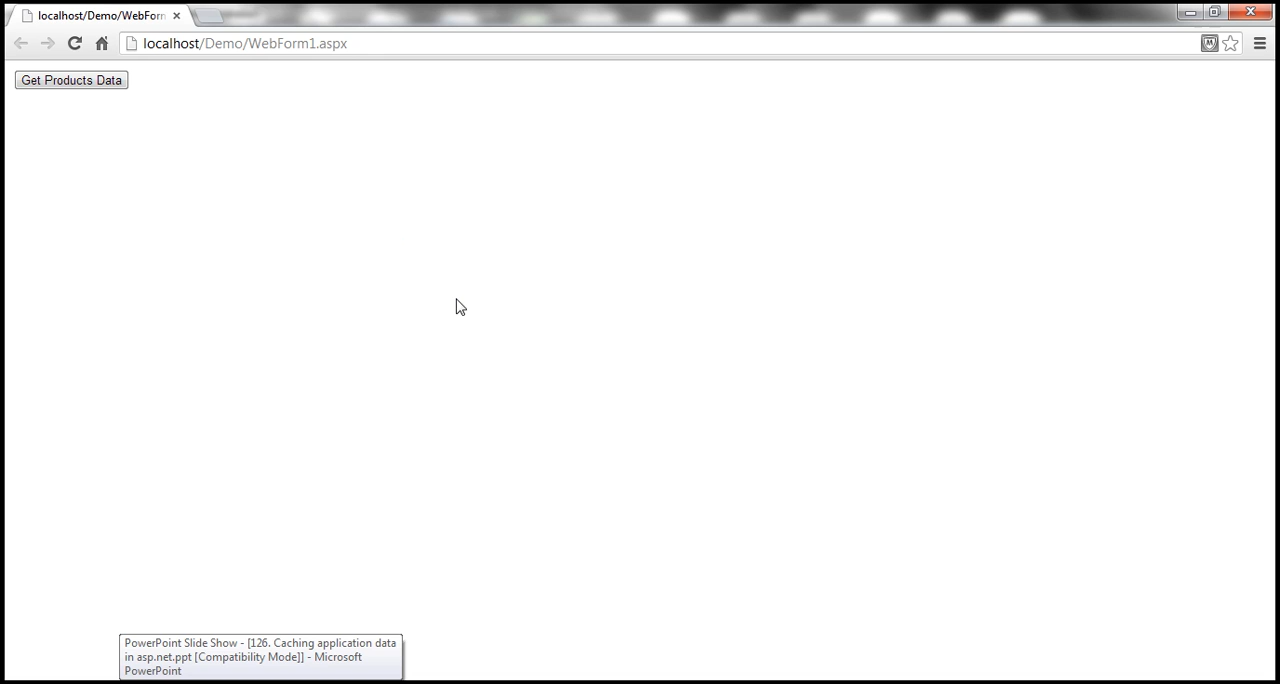 localhost/Demo/WebForm
localhost/Demo/WebForm1.aspx
Get Products Data
PowerPoint Slide Show - [126. Caching application data
in asp.net.ppt [Compatibility Mode]] - Microsoft
PowerPoint